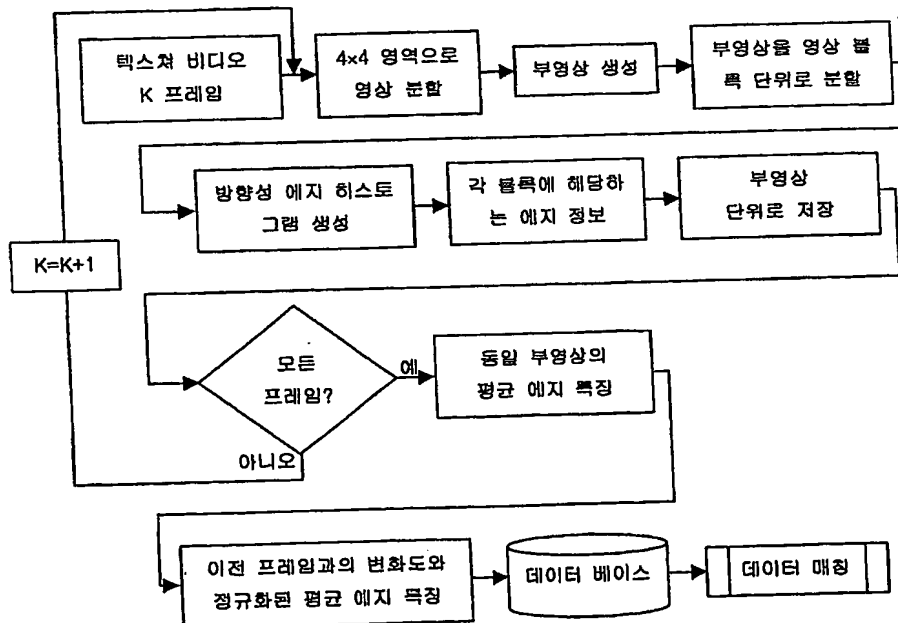 텍스쳐 비디오
K 프레임
4×4 영역으로
영상 분할
부영상 생성
부영상을 영상 블
록 단위로 분할
방향성 에지 히스토
그램 생성
각 블록에 해당하
는 에지 정보
부영상
단위로 저장
K=K+1
모든
프레임?
예
아니오
동일 부영상의
평균 에지 특징
이전 프레임과의 변화도와
정규화된 평균 에지 특징
데이터 베이스
데이터 매칭